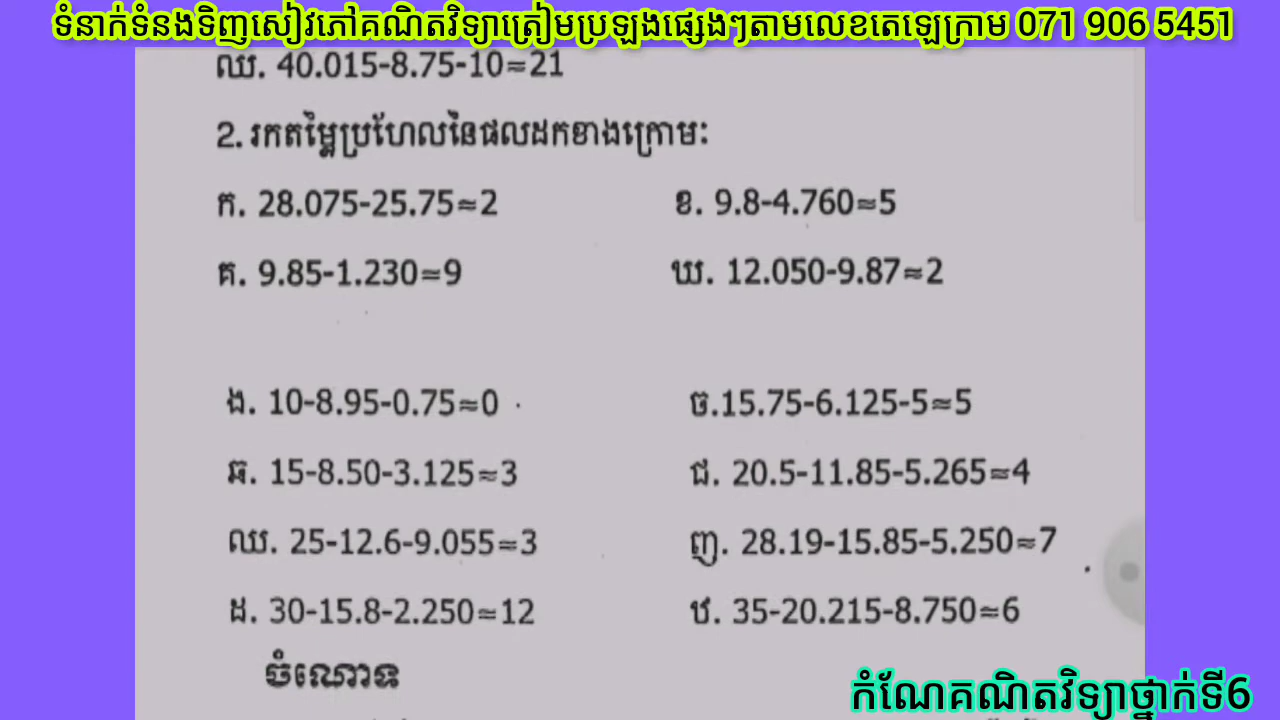 ទំនាក់ទំនងទិញសៀវភៅគណិតវិទ្យាត្រៀមប្រឡងផ្សេងៗតាមលេខតេឡេក្រាម 071 906 5451
ឈ. 40.015-8.75-10≈21
2. រកតម្លៃប្រហែលនៃផលដកខាងក្រោមៈ
ក. 28.075-25.75≈2 ខ. 9.8-4.760≈5
គ. 9.85-1.230≈9 ឃ. 12.050-9.87≈2
ង. 10-8.95-0.75≈0 ច.15.75-6.125-5≈5
ឆ. 15-8.50-3.125≈3 ជ. 20.5-11.85-5.265≈4
ឈ. 25-12.6-9.055≈3 ញ. 28.19-15.85-5.250≈7
ដ. 30-15.8-2.250≈12 ឋ. 35-20.215-8.750≈6
ចំណោទ
កំណែគណិតវិទ្យាថ្នាក់ទី6